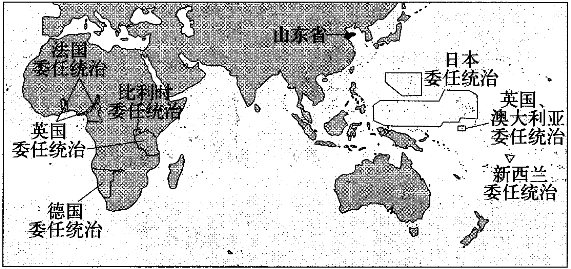 法国
委任统治
比利时
委任统治
英国
委任统治
德国
委任统治
山东省
日本
委任统治
英国、
澳大利亚
委任统治
新西兰
委任统治